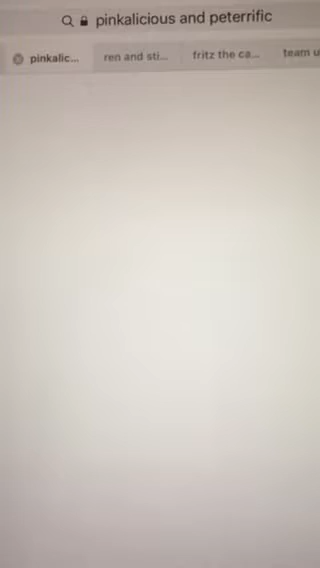 pinkalicious and peterrific
pinkalic... ren and sti... fritz the ca... team u